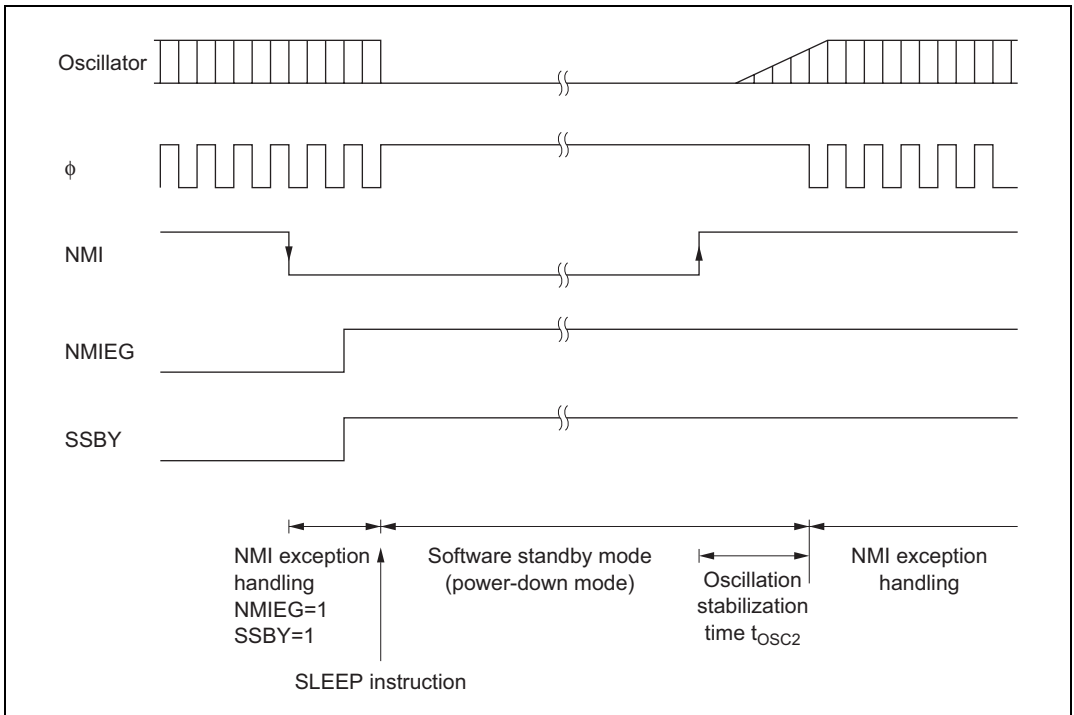 Oscillator
φ
NMI
NMIEG
SSBY
NMI exception
handling
NMIEG=1
SSBY=1
SLEEP instruction
Software standby mode
(power-down mode)
Oscillation
stabilization
time tOSC2
NMI exception
handling